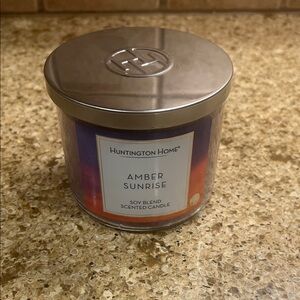 HUNTINGTON HOME®
AMBER
SUNRISE
SOY BLEND
SCENTED CANDLE